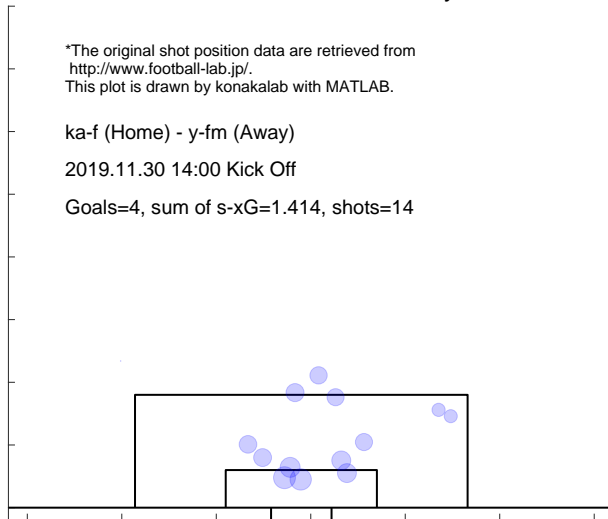 *The original shot position data are retrieved from
http://www.football-lab.jp/.
This plot is drawn by konakalab with MATLAB.
ka-f (Home) - y-fm (Away)
2019.11.30 14:00 Kick Off
Goals=4, sum of s-xG=1.414, shots=14